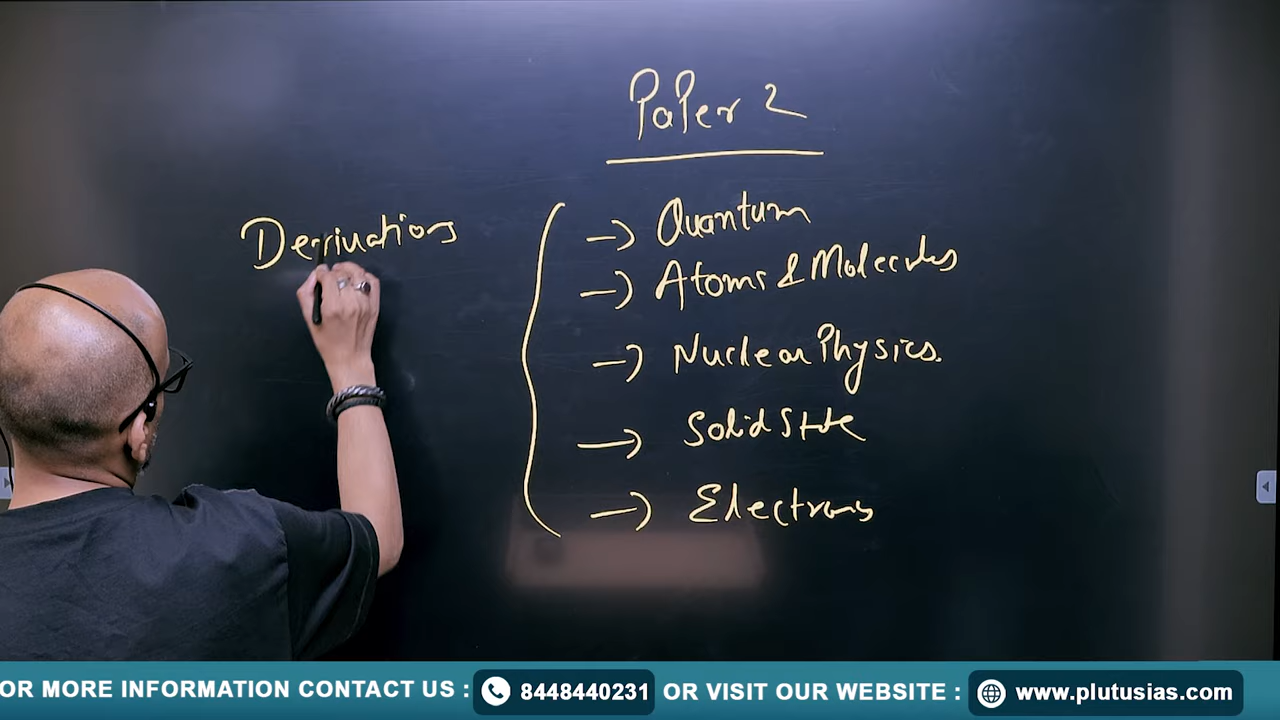 PaPer 2
Derivations
→ Quantum
→ Atoms & Molecules
→ Nuclear Physics.
→ Solid State
→ Electrons
OR MORE INFORMATION CONTACT US : 8448440231 OR VISIT OUR WEBSITE : www.plutusias.com